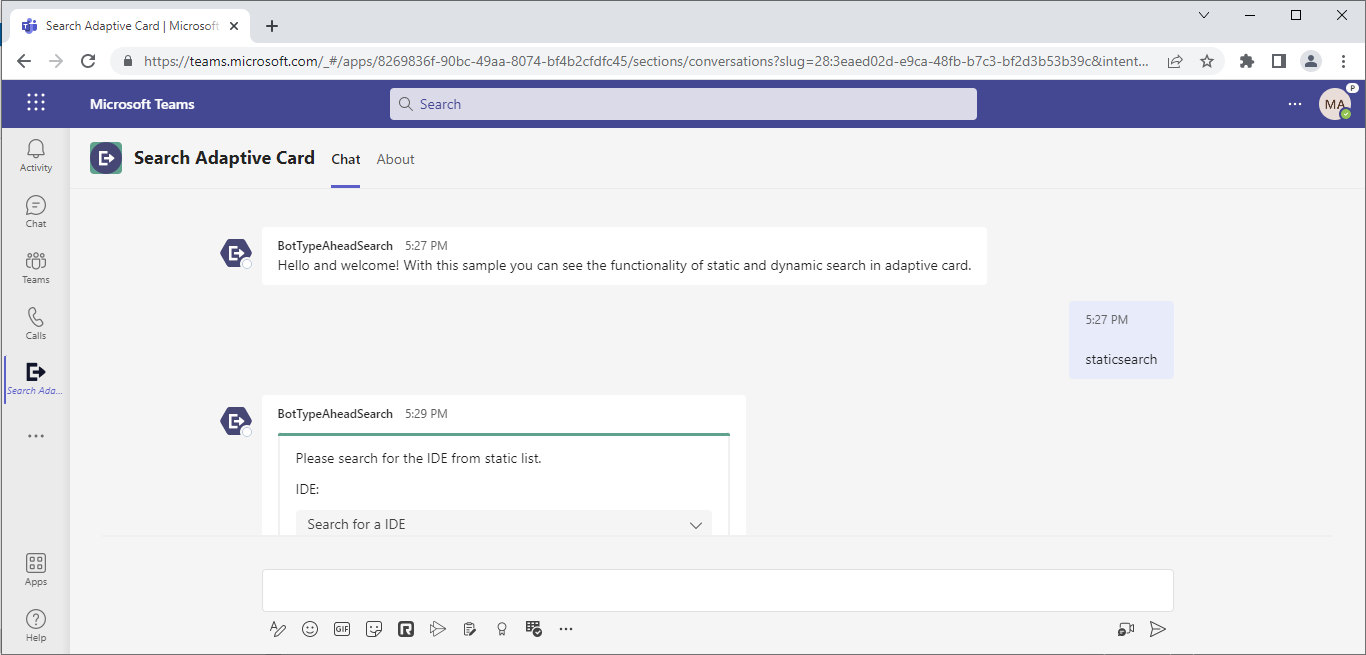 Search Adaptive Card | Microsoft
https://teams.microsoft.com/_#/apps/8269836f-90bc-49aa-8074-bf4b2cfdfc45/sections/conversations?slug=28:3eaed02d-e9ca-48fb-b7c3-bf2d3b53b39c&intent...
Microsoft Teams
Search
MA
P
Activity
Chat
Teams
Calls
Search Ada...
Apps
Help
Search Adaptive Card
Chat
About
BotTypeAheadSearch 5:27 PM
Hello and welcome! With this sample you can see the functionality of static and dynamic search in adaptive card.
5:27 PM
staticsearch
BotTypeAheadSearch 5:29 PM
Please search for the IDE from static list.
IDE:
Search for a IDE
GIF